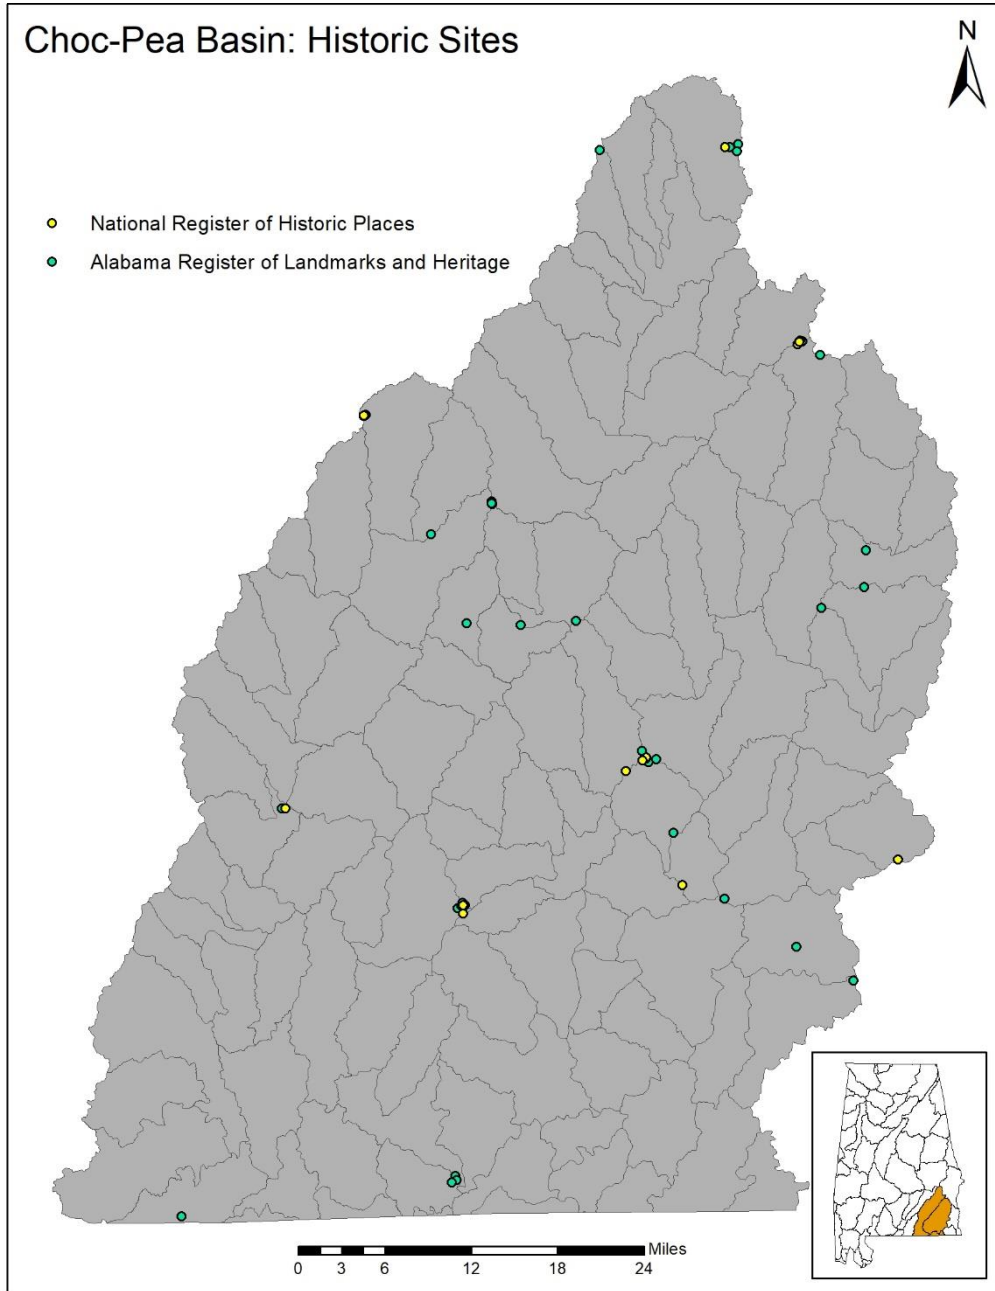 Choc-Pea Basin: Historic Sites
N
National Register of Historic Places
Alabama Register of Landmarks and Heritage
Miles
0 3 6 12 18 24